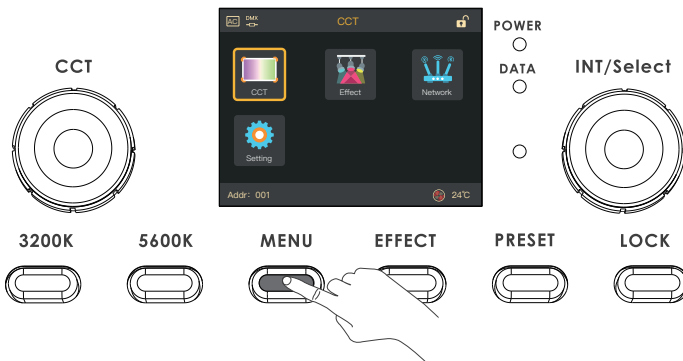 AC DMX CCT
POWER
CCT
DATA
INT/Select
CCT Effect Network
Setting
Addr: 001 24℃
3200K 5600K MENU EFFECT PRESET LOCK